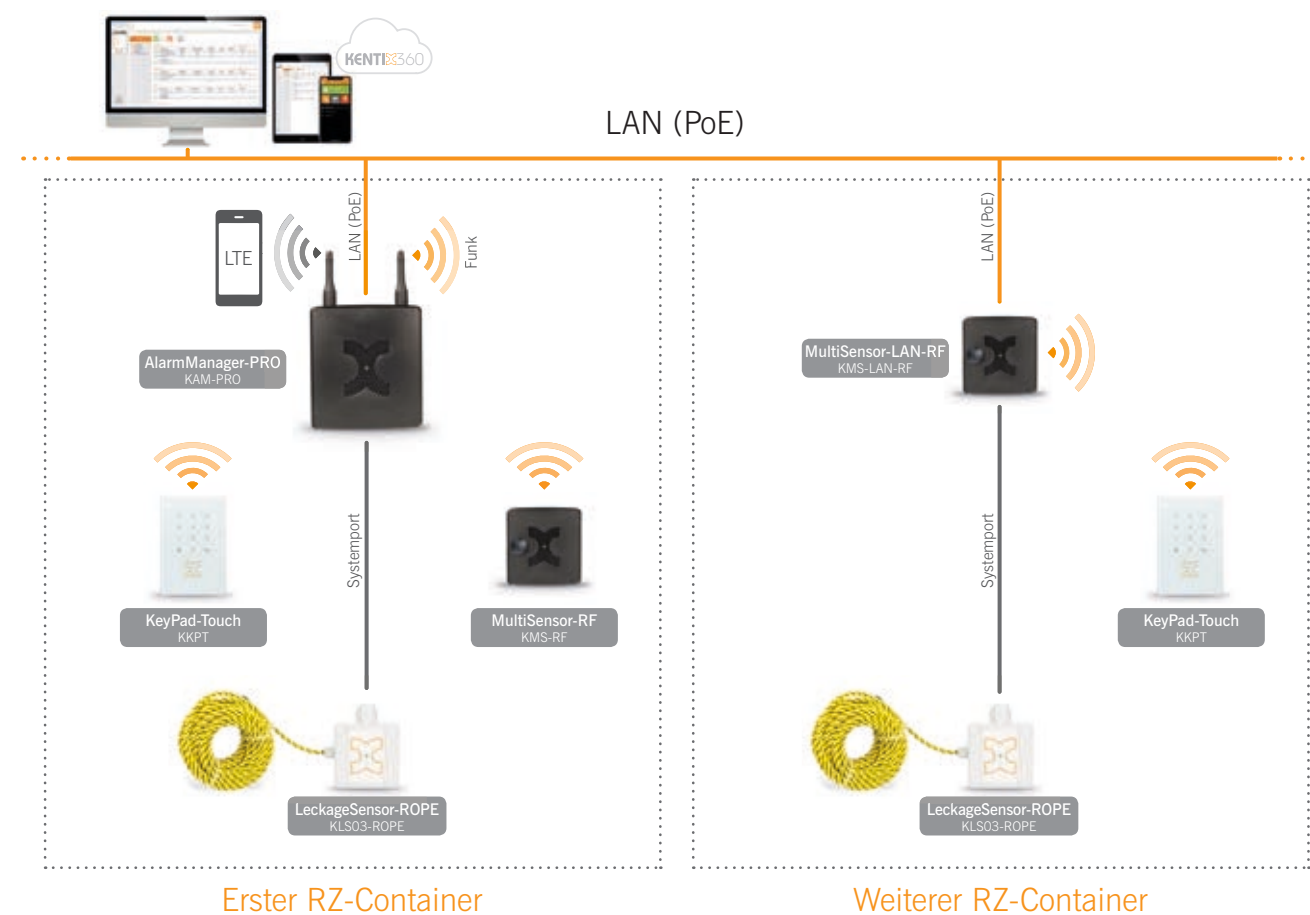 KENTIX360
LAN (PoE)
LTE
LAN (PoE)
Funk
AlarmManager-PRO
KAM-PRO
Systemport
KeyPad-Touch
KKPT
MultiSensor-RF
KMS-RF
LeckageSensor-ROPE
KLS03-ROPE
Erster RZ-Container
LAN (PoE)
MultiSensor-LAN-RF
KMS-LAN-RF
Systemport
KeyPad-Touch
KKPT
LeckageSensor-ROPE
KLS03-ROPE
Weiterer RZ-Container